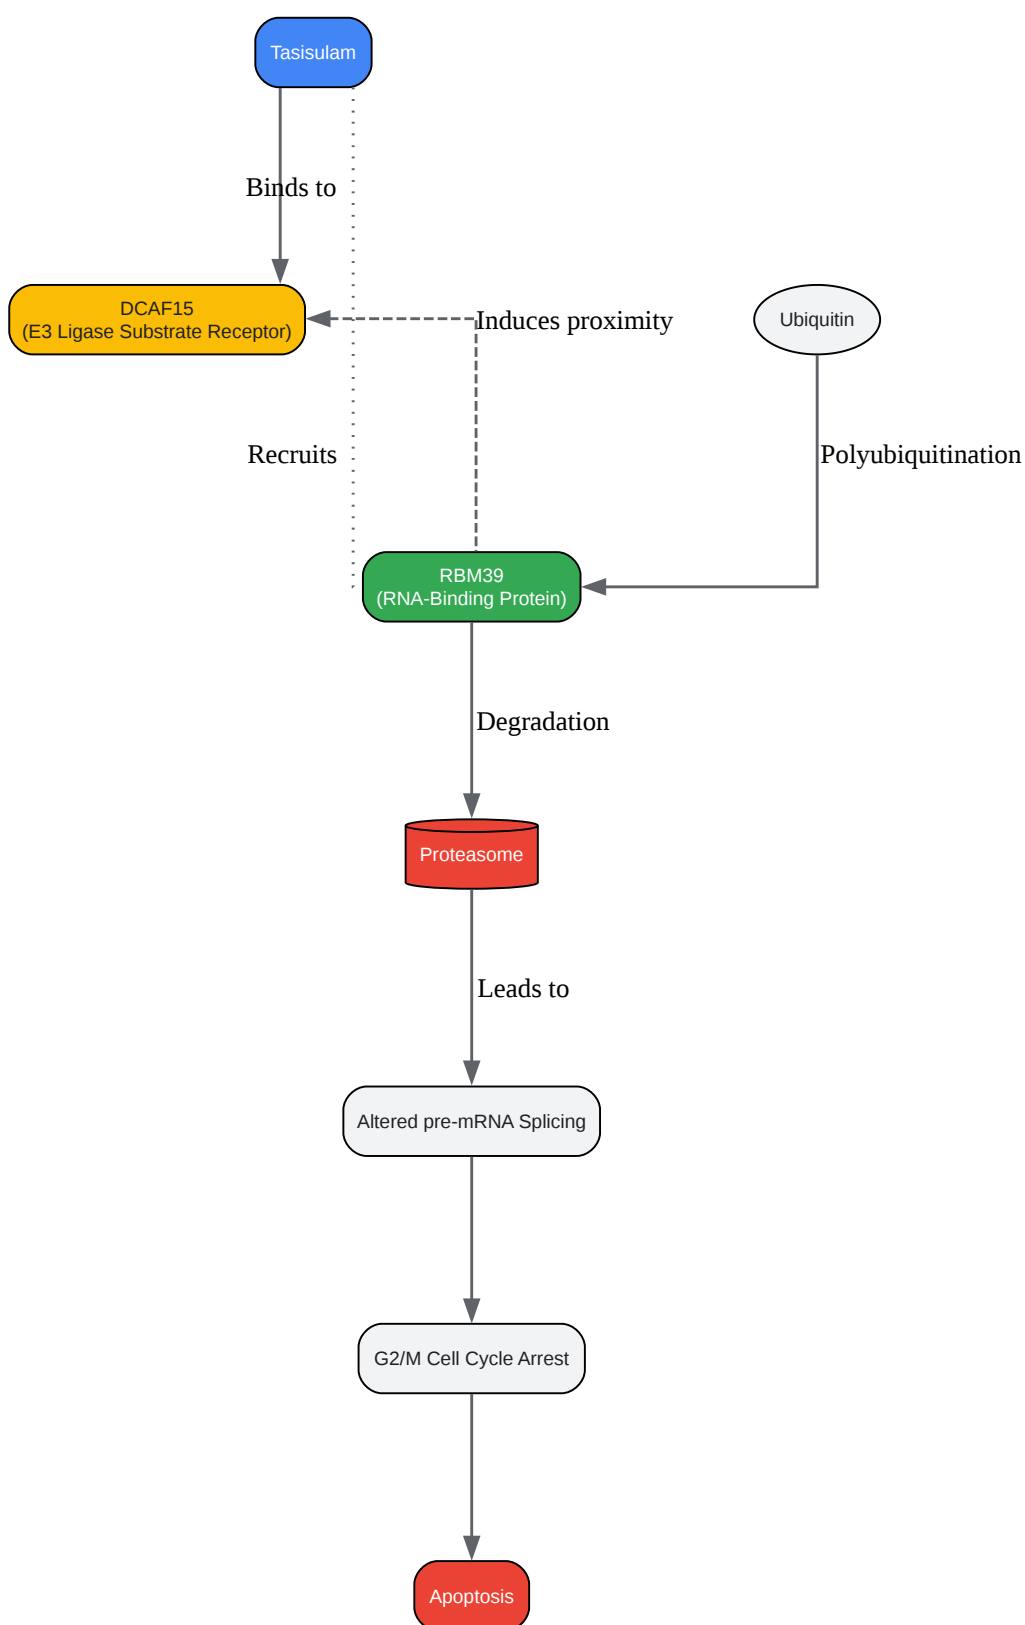 Tasisulam
Binds to
DCAF15
(E3 Ligase Substrate Receptor)
Induces proximity
Ubiquitin
Recruits
Polyubiquitination
RBM39
(RNA-Binding Protein)
Degradation
Proteasome
Leads to
Altered pre-mRNA Splicing
G2/M Cell Cycle Arrest
Apoptosis